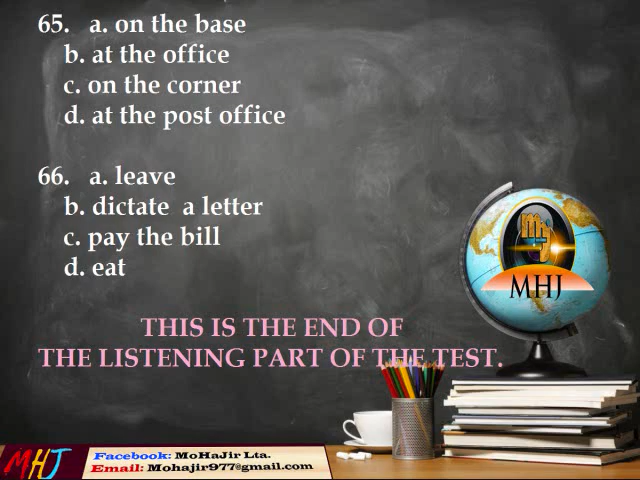 65. a. on the base
b. at the office
c. on the corner
d. at the post office
66. a. leave
b. dictate a letter
c. pay the bill
d. eat
THIS IS THE END OF
THE LISTENING PART OF THE TEST.
MHJ
MHJ
Facebook: MoHaJir Lta.
Email: Mohajir977@gmail.com